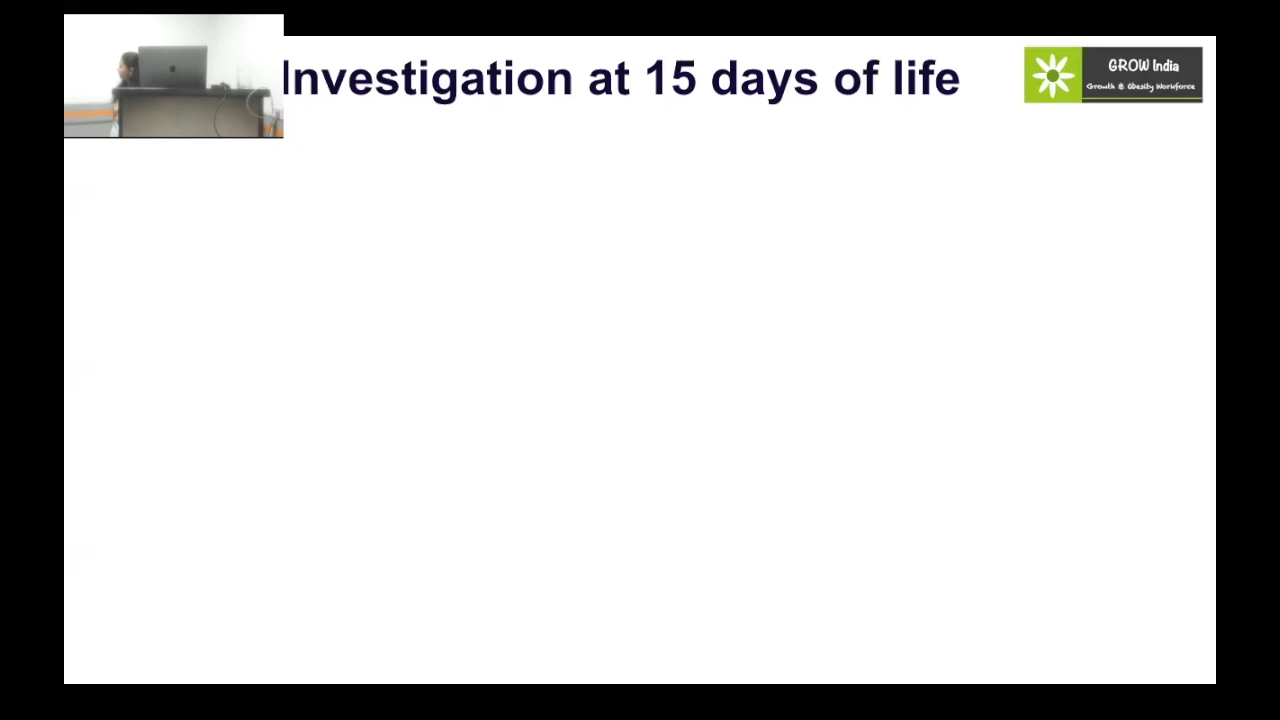 Investigation at 15 days of life
GROW India
Growth & Obesity Workforce